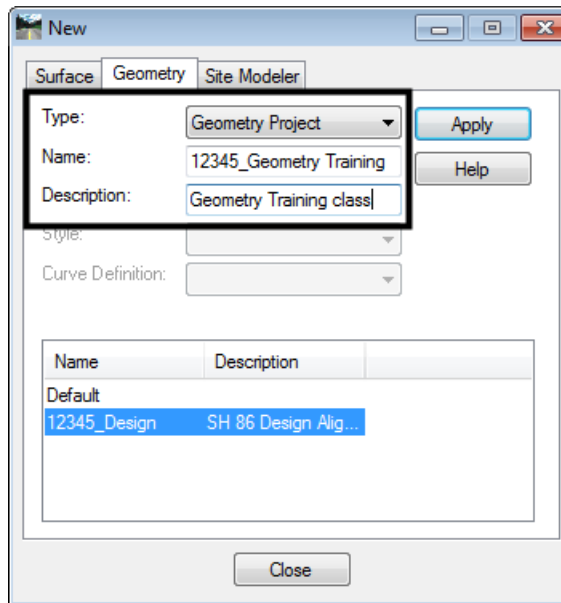 New
Surface Geometry Site Modeler
Type: Geometry Project Apply
Name: 12345_Geometry Training Help
Description: Geometry Training class
Style:
Curve Definition:
Name Description
Default
12345_Design SH 86 Design Alig...
Close